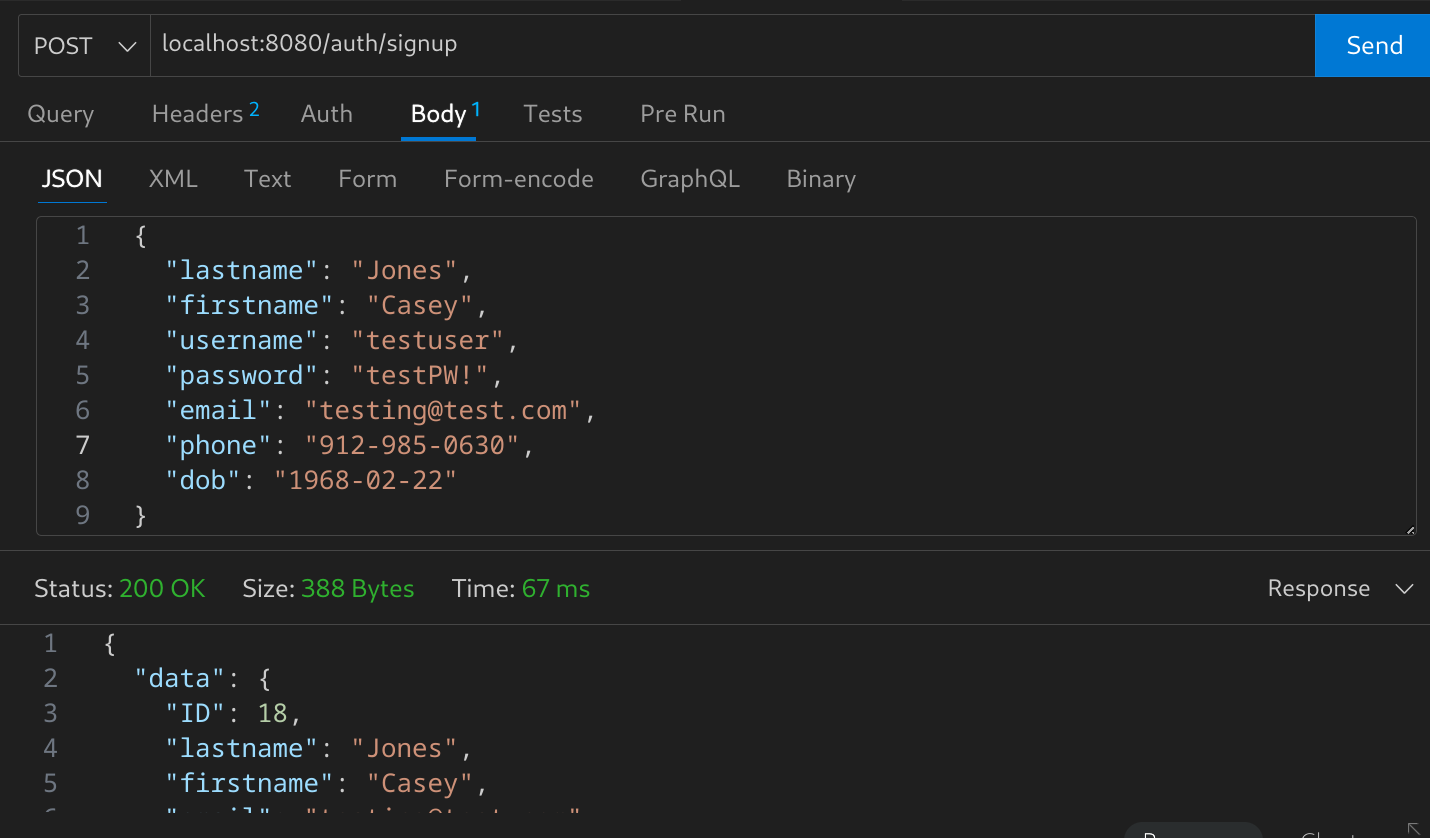 POST localhost:8080/auth/signup Send
Query Headers 2 Auth Body 1 Tests Pre Run
JSON XML Text Form Form-encode GraphQL Binary
1 {
2 "lastname": "Jones",
3 "firstname": "Casey",
4 "username": "testuser",
5 "password": "testPW!",
6 "email": "testing@test.com",
7 "phone": "912-985-0630",
8 "dob": "1968-02-22"
9 }
Status: 200 OK Size: 388 Bytes Time: 67 ms Response
1 {
2 "data": {
3 "ID": 18,
4 "lastname": "Jones",
5 "firstname": "Casey",